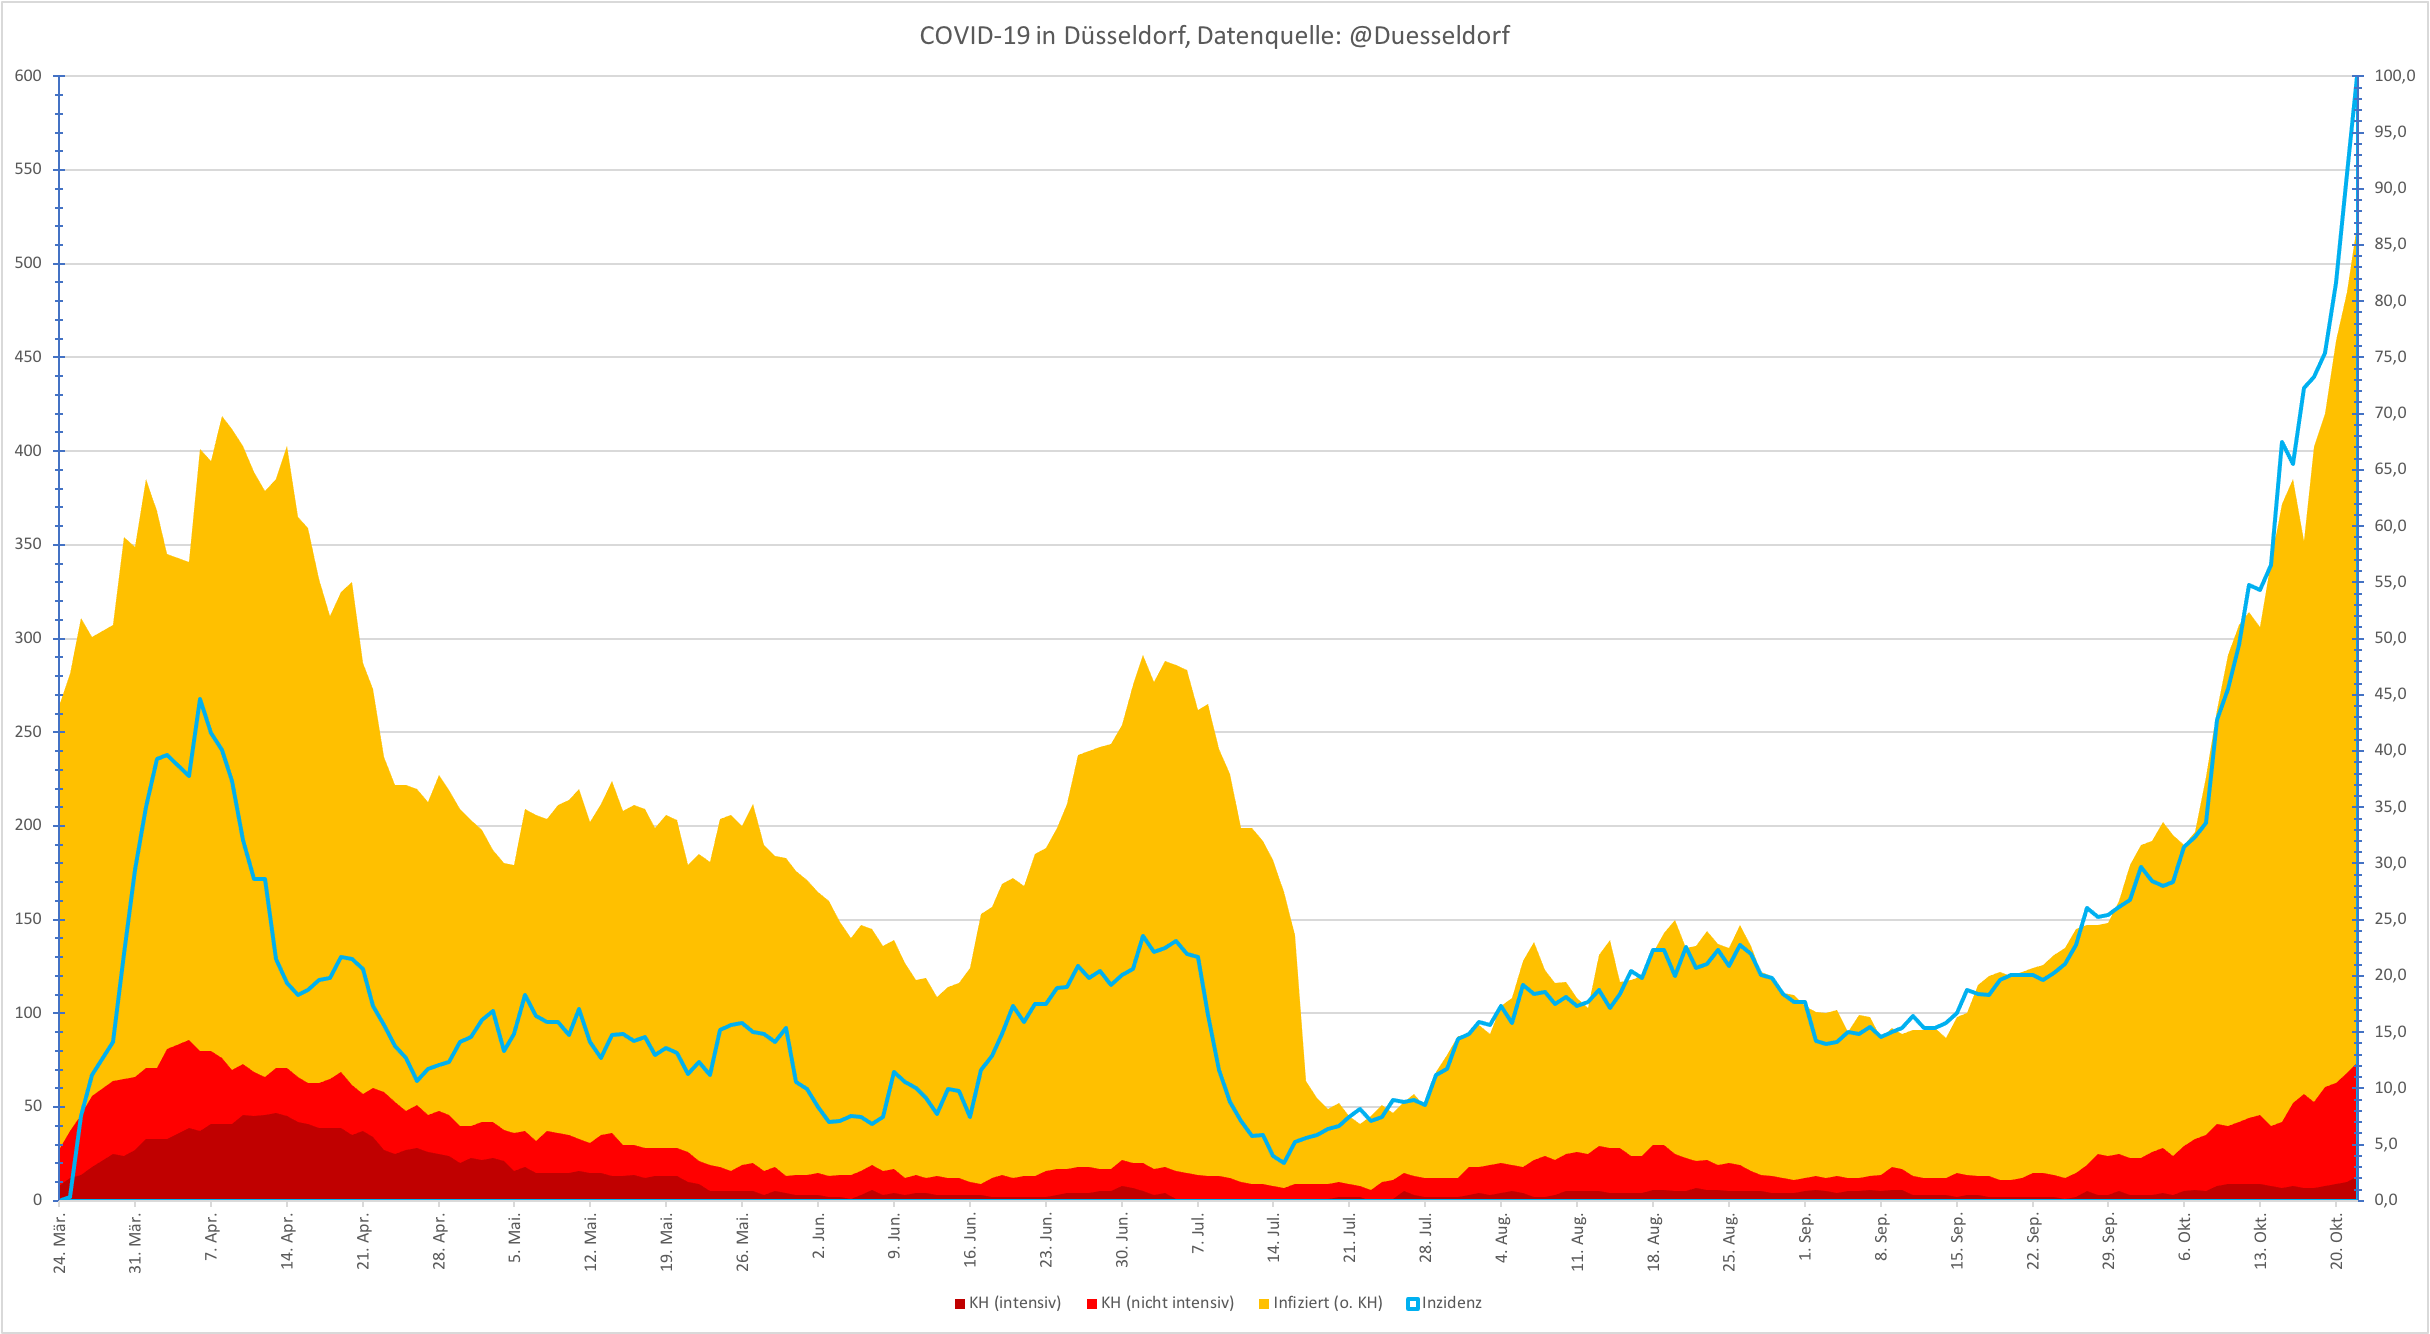 COVID-19 in Düsseldorf, Datenquelle: @Duesseldorf
600
550
500
450
400
350
300
250
200
150
100
50
0
100,0
95,0
90,0
85,0
80,0
75,0
70,0
65,0
60,0
55,0
50,0
45,0
40,0
35,0
30,0
25,0
20,0
15,0
10,0
5,0
0,0
24. Mär.
31. Mär.
7. Apr.
14. Apr.
21. Apr.
28. Apr.
5. Mai.
12. Mai.
19. Mai.
26. Mai.
2. Jun.
9. Jun.
16. Jun.
23. Jun.
30. Jun.
7. Jul.
14. Jul.
21. Jul.
28. Jul.
4. Aug.
11. Aug.
18. Aug.
25. Aug.
1. Sep.
8. Sep.
15. Sep.
22. Sep.
29. Sep.
6. Okt.
13. Okt.
20. Okt.
KH (intensiv) KH (nicht intensiv) Infiziert (o. KH) Inzidenz